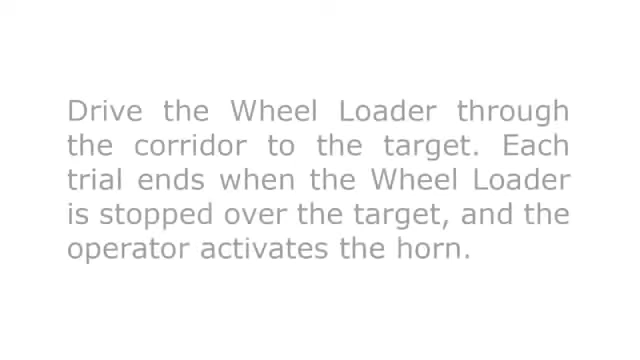 Drive the Wheel Loader through
the corridor to the target. Each
trial ends when the Wheel Loader
is stopped over the target, and the
operator activates the horn.